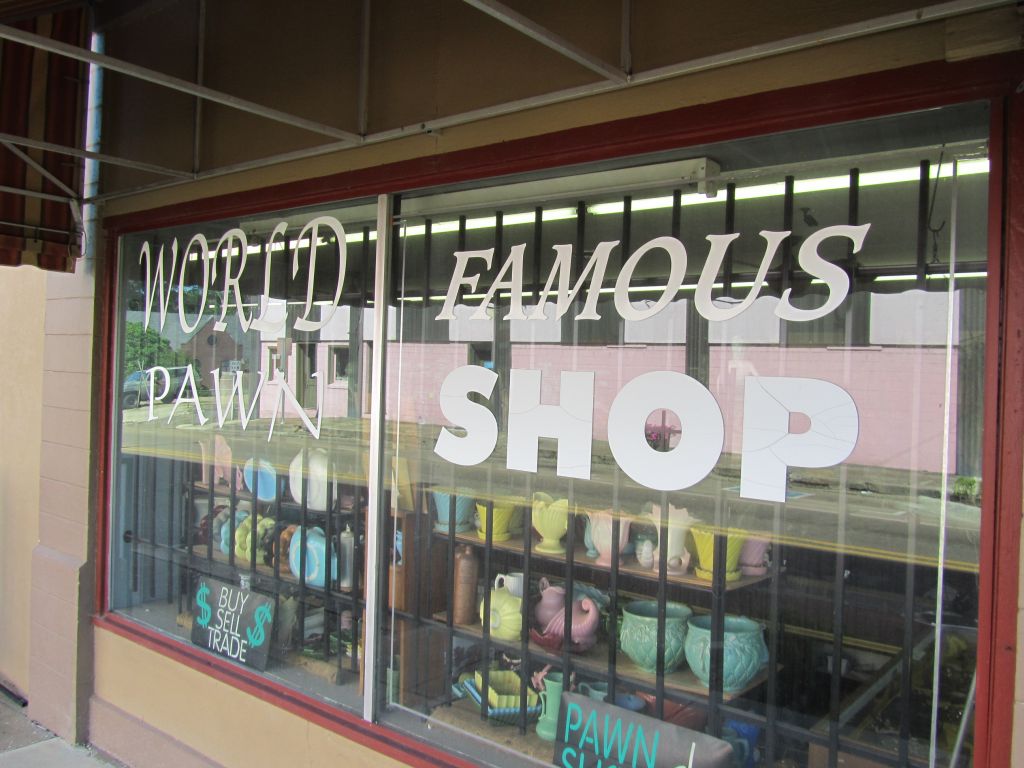 WORLD FAMOUS
PAWN SHOP
$ BUY $
SELL
TRADE
PAWN